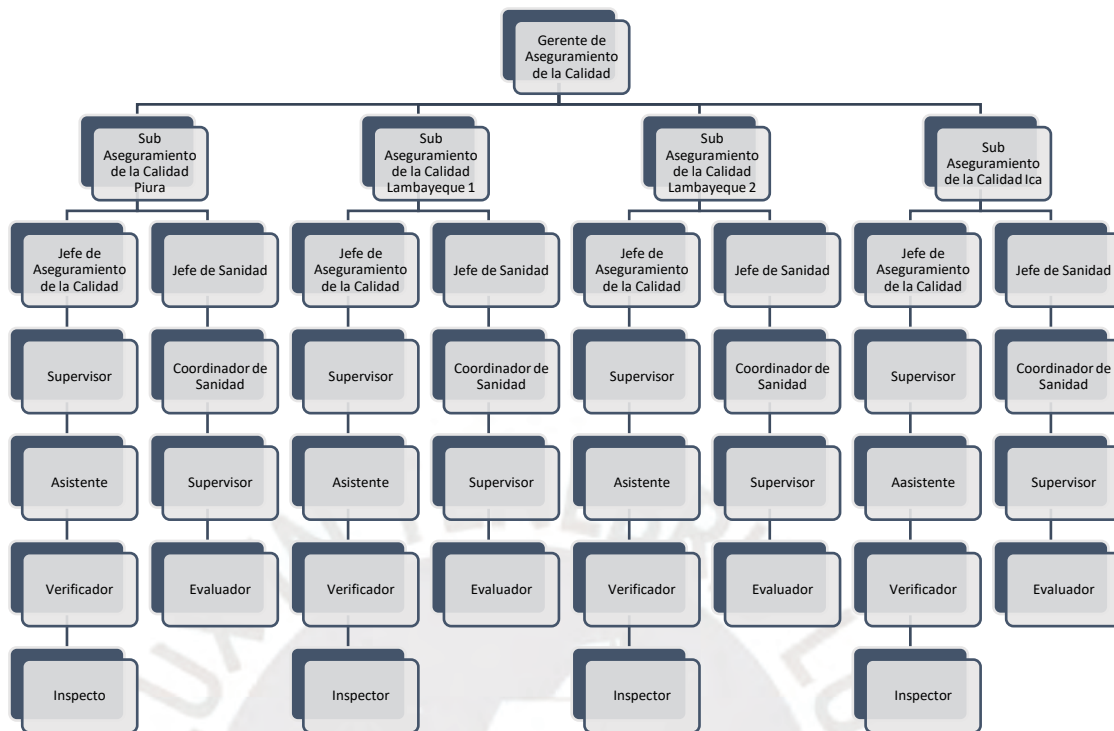 Gerente de
Aseguramiento
de la Calidad
Sub
Aseguramiento
de la Calidad
Piura
Sub
Aseguramiento
de la Calidad
Lambayeque 1
Sub
Aseguramiento
de la Calidad
Lambayeque 2
Sub
Aseguramiento
de la Calidad Ica
Jefe de
Aseguramiento
de la Calidad
Jefe de Sanidad
Jefe de
Aseguramiento
de la Calidad
Jefe de Sanidad
Jefe de
Aseguramiento
de la Calidad
Jefe de Sanidad
Jefe de
Aseguramiento
de la Calidad
Jefe de Sanidad
Supervisor
Coordinador de
Sanidad
Supervisor
Coordinador de
Sanidad
Supervisor
Coordinador de
Sanidad
Supervisor
Coordinador de
Sanidad
Asistente
Supervisor
Asistente
Supervisor
Asistente
Supervisor
Aasistente
Supervisor
Verificador
Evaluador
Verificador
Evaluador
Verificador
Evaluador
Verificador
Evaluador
Inspecto
Inspector
Inspector
Inspector